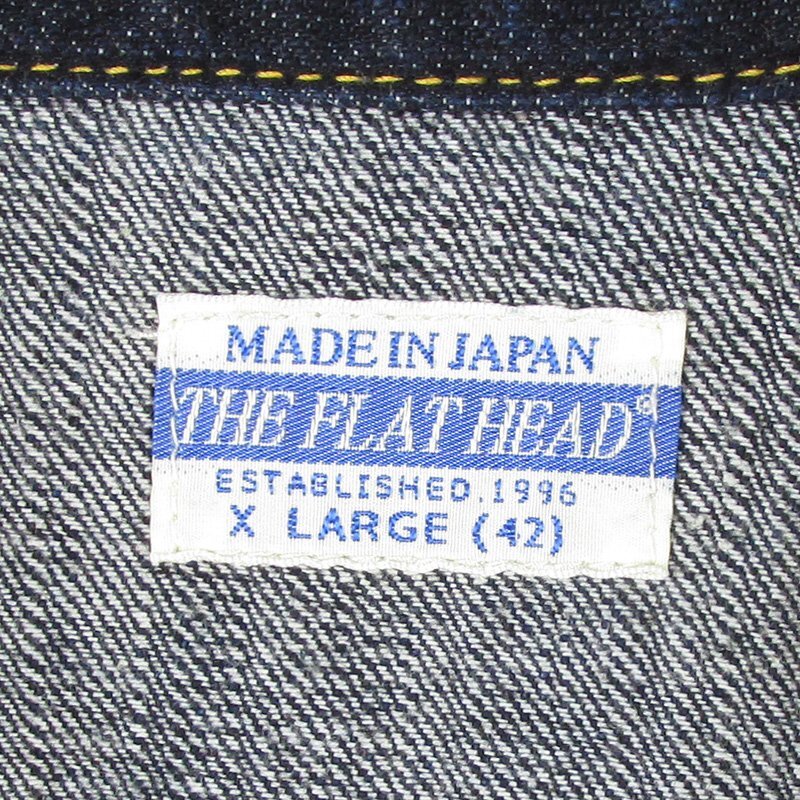 MADE IN JAPAN
THE FLAT HEAD®
ESTABLISHED.1996
X LARGE (42)